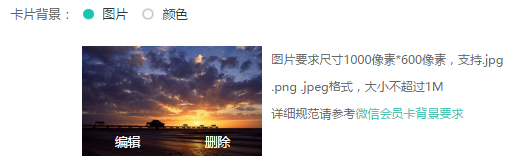 卡片背景： 图片 颜色
图片要求尺寸1000像素*600像素，支持.jpg
.png .jpeg格式，大小不超过1M
详细规范请参考微信会员卡背景要求
编辑 删除